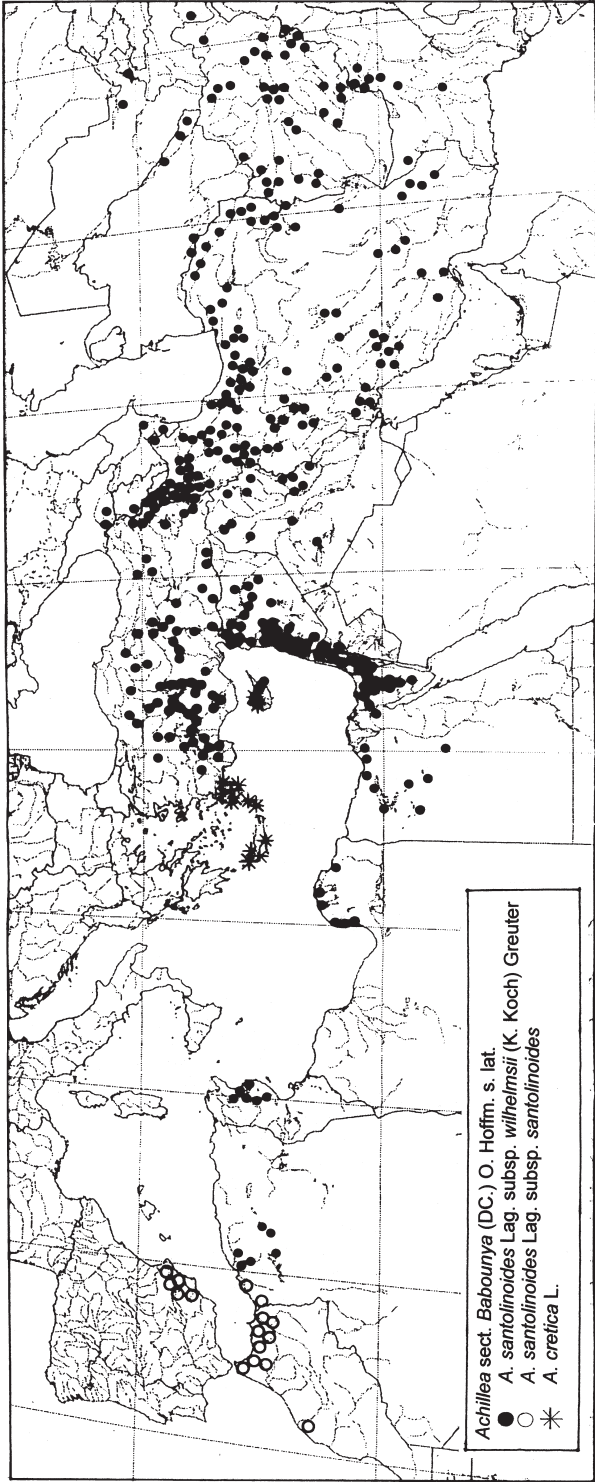 Achillea sect. Babounya (DC.) O. Hoffm. s. lat.
● A. santolinoides Lag. subsp. wilhelmsii (K. Koch) Greuter
○ A. santolinoides Lag. subsp. santolinoides
✳ A. cretica L.